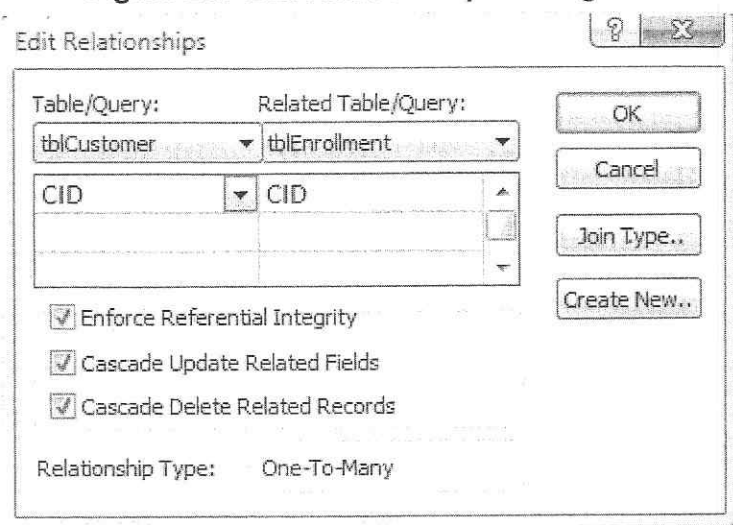 Edit Relationships
Table/Query: Related Table/Query:
tblCustomer tblEnrollment
CID CID
OK
Cancel
Join Type..
Create New..
Enforce Referential Integrity
Cascade Update Related Fields
Cascade Delete Related Records
Relationship Type: One-To-Many